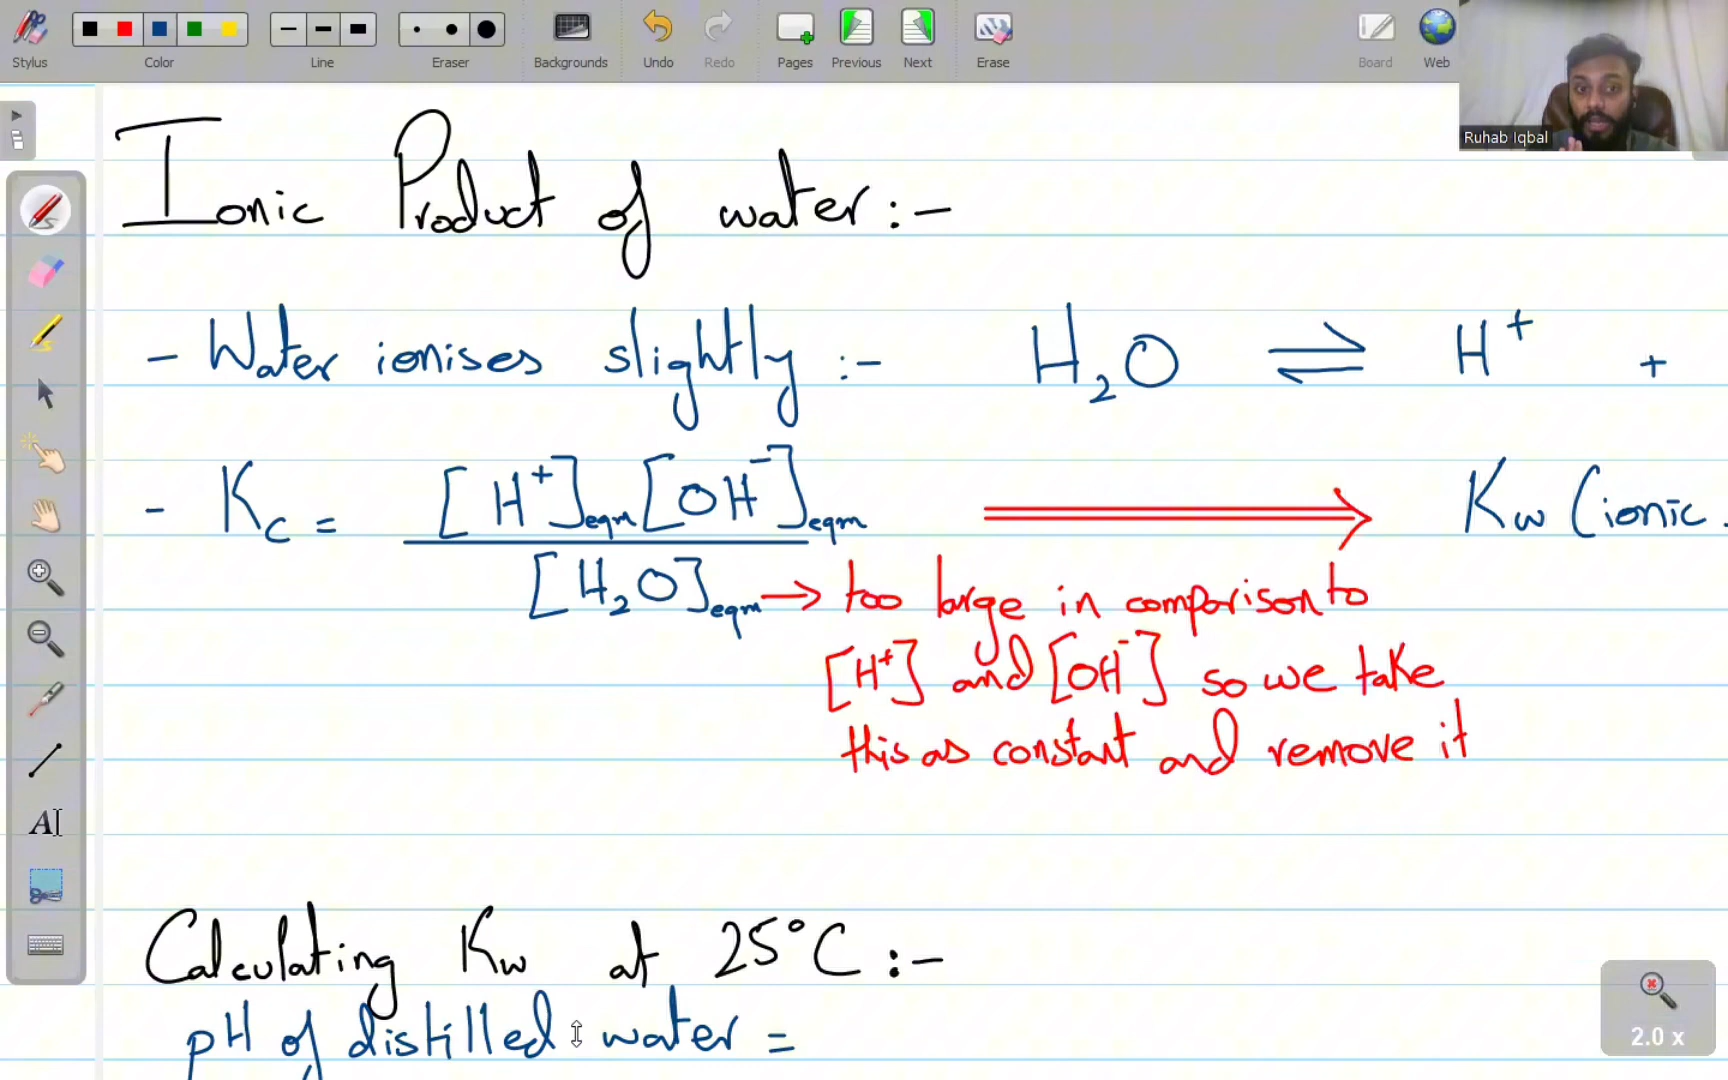 Stylus Color Line Eraser Backgrounds Undo Redo Pages Previous Next Erase Board Web
Ruhab Iqbal
Ionic Product of water:-
- Water ionises slightly :- H₂O ⇌ H⁺ +
- Kc = [H⁺]eqm[OH⁻]eqm / [H₂O]eqm ⇒ Kw (ionic
→ too large in comparison to
[H⁺] and [OH⁻] so we take
this as constant and remove it
Calculating Kw at 25°C :-
pH of distilled water =
2.0 x